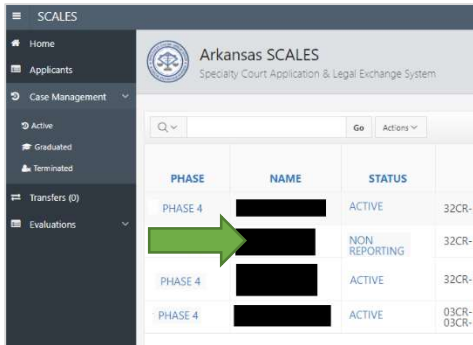 SCALES
Home
Applicants
Case Management
Active
Graduated
Terminated
Transfers (0)
Evaluations
Arkansas SCALES
Specialty Court Application & Legal Exchange System
Go Actions
PHASE NAME STATUS
PHASE 4 ACTIVE 32CR-
NON
REPORTING 32CR-
PHASE 4 ACTIVE 32CR-
PHASE 4 ACTIVE 03CR-
03CR-